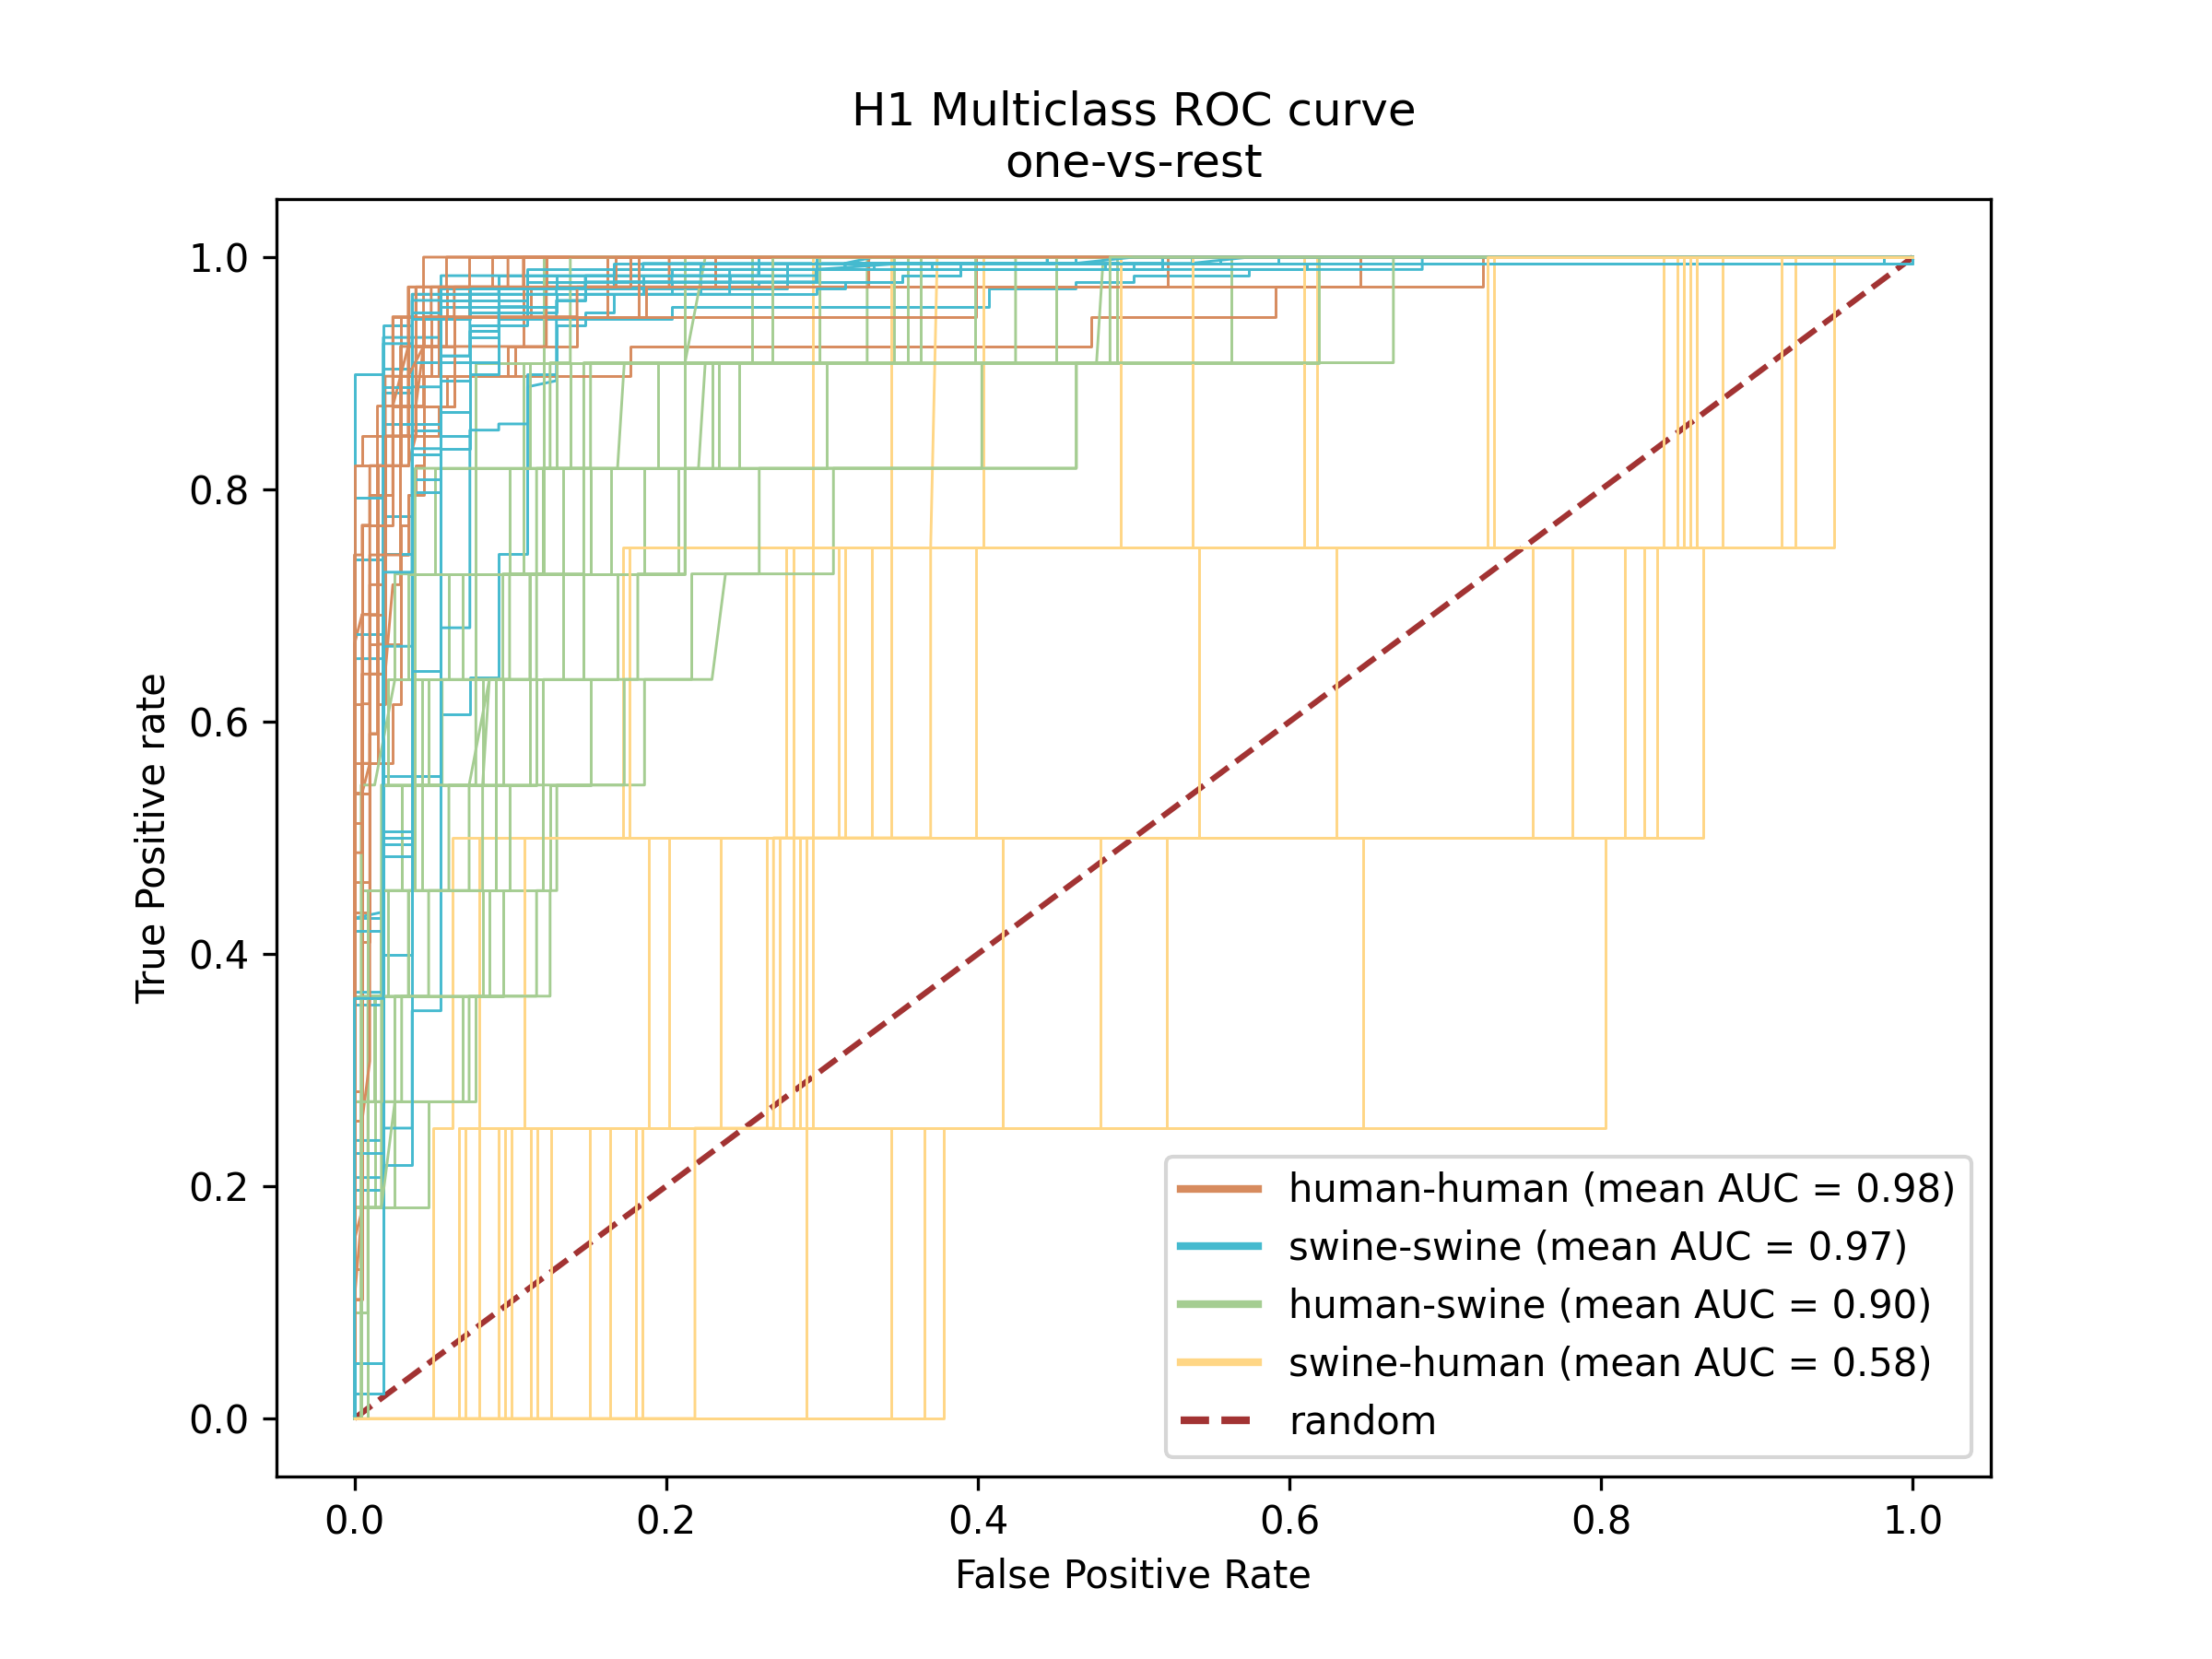 H1 Multiclass ROC curve
one-vs-rest
True Positive rate
1.0
0.8
0.6
0.4
0.2
0.0
0.0 0.2 0.4 0.6 0.8 1.0
False Positive Rate
human-human (mean AUC = 0.98)
swine-swine (mean AUC = 0.97)
human-swine (mean AUC = 0.90)
swine-human (mean AUC = 0.58)
random